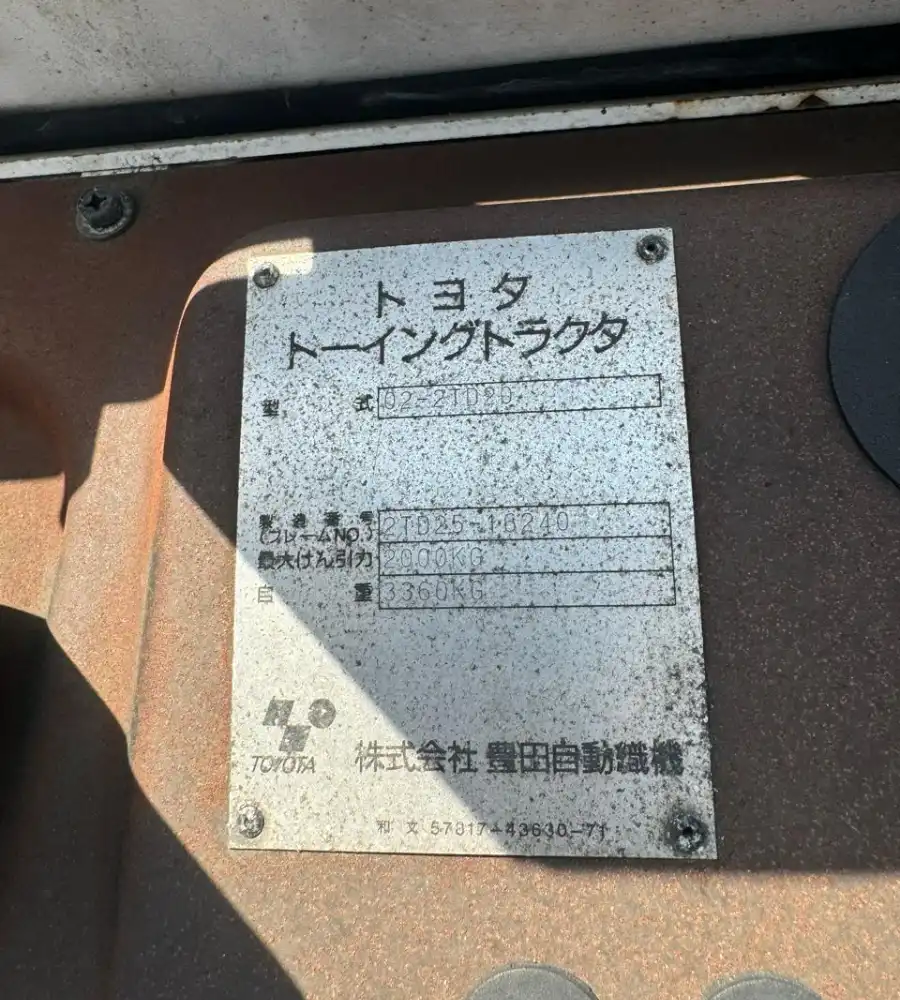 トヨタ
トーイングトラクタ
型式 02-2TD20
製造番号 2TD25-10240
(フレームNO.)
最大けん引力 2000KG
自重 3360KG
TOYOTA 株式会社 豊田自動織機
和文 57817-43630-71